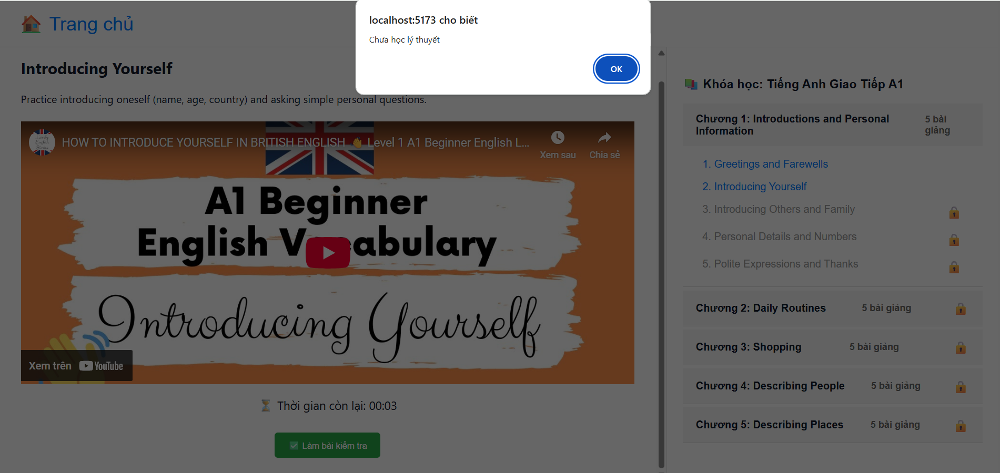 Trang chủ
localhost:5173 cho biết
Chưa học lý thuyết
OK
Introducing Yourself
Practice introducing oneself (name, age, country) and asking simple personal questions.
HOW TO INTRODUCE YOURSELF IN BRITISH ENGLISH 👋 Level 1 A1 Beginner English L...
Xem sau
Chia sẻ
Lovely
English
Stories
A1 Beginner
English Vocabulary
Introducing Yourself
Xem trên YouTube
⏳ Thời gian còn lại: 00:03
Làm bài kiểm tra
Khóa học: Tiếng Anh Giao Tiếp A1
Chương 1: Introductions and Personal
Information
5 bài
giảng
1. Greetings and Farewells
2. Introducing Yourself
3. Introducing Others and Family
4. Personal Details and Numbers
5. Polite Expressions and Thanks
Chương 2: Daily Routines 5 bài giảng
Chương 3: Shopping 5 bài giảng
Chương 4: Describing People 5 bài giảng
Chương 5: Describing Places 5 bài giảng